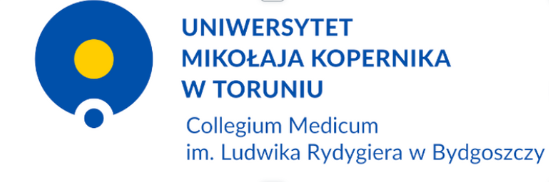 UNIWERSYTET
MIKOŁAJA KOPERNIKA
W TORUNIU
Collegium Medicum
im. Ludwika Rydygiera w Bydgoszczy